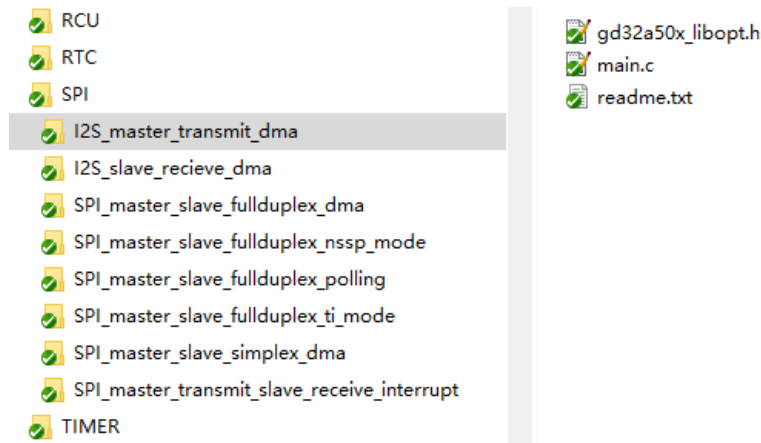 RCU
RTC
SPI
I2S_master_transmit_dma
I2S_slave_recieve_dma
SPI_master_slave_fullduplex_dma
SPI_master_slave_fullduplex_nssp_mode
SPI_master_slave_fullduplex_polling
SPI_master_slave_fullduplex_ti_mode
SPI_master_slave_simplex_dma
SPI_master_transmit_slave_receive_interrupt
TIMER
gd32a50x_libopt.h
main.c
readme.txt